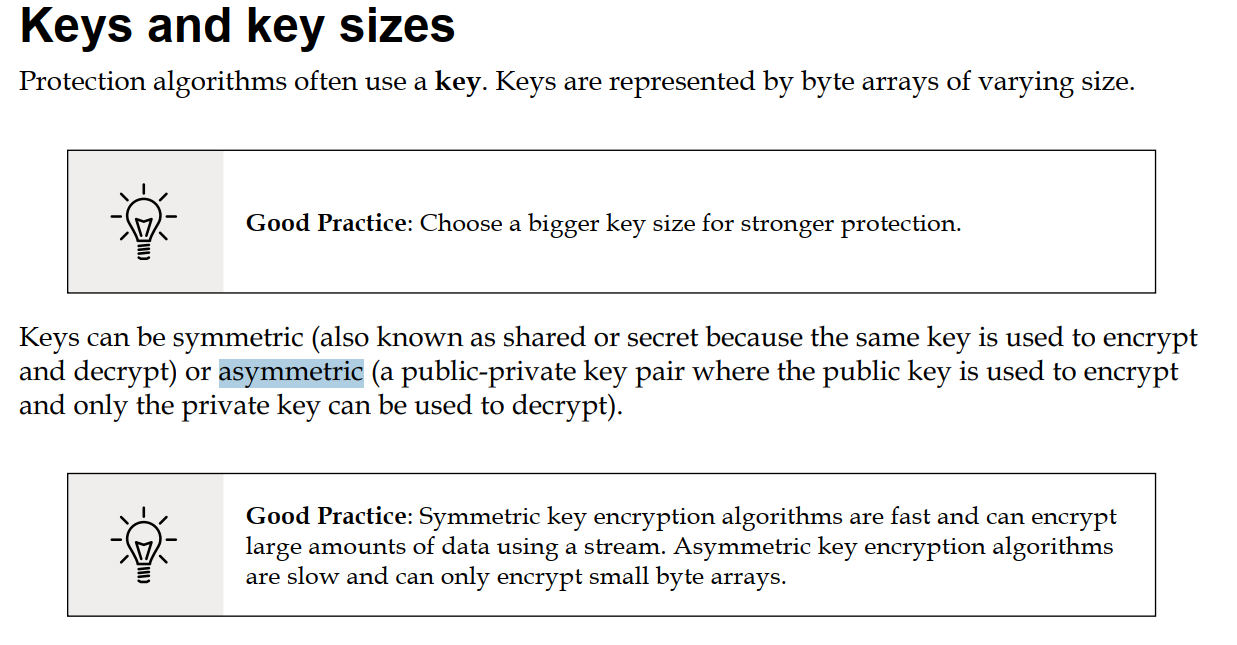 Keys and key sizes
Protection algorithms often use a key. Keys are represented by byte arrays of varying size.
Good Practice: Choose a bigger key size for stronger protection.
Keys can be symmetric (also known as shared or secret because the same key is used to encrypt
and decrypt) or asymmetric (a public-private key pair where the public key is used to encrypt
and only the private key can be used to decrypt).
Good Practice: Symmetric key encryption algorithms are fast and can encrypt
large amounts of data using a stream. Asymmetric key encryption algorithms
are slow and can only encrypt small byte arrays.